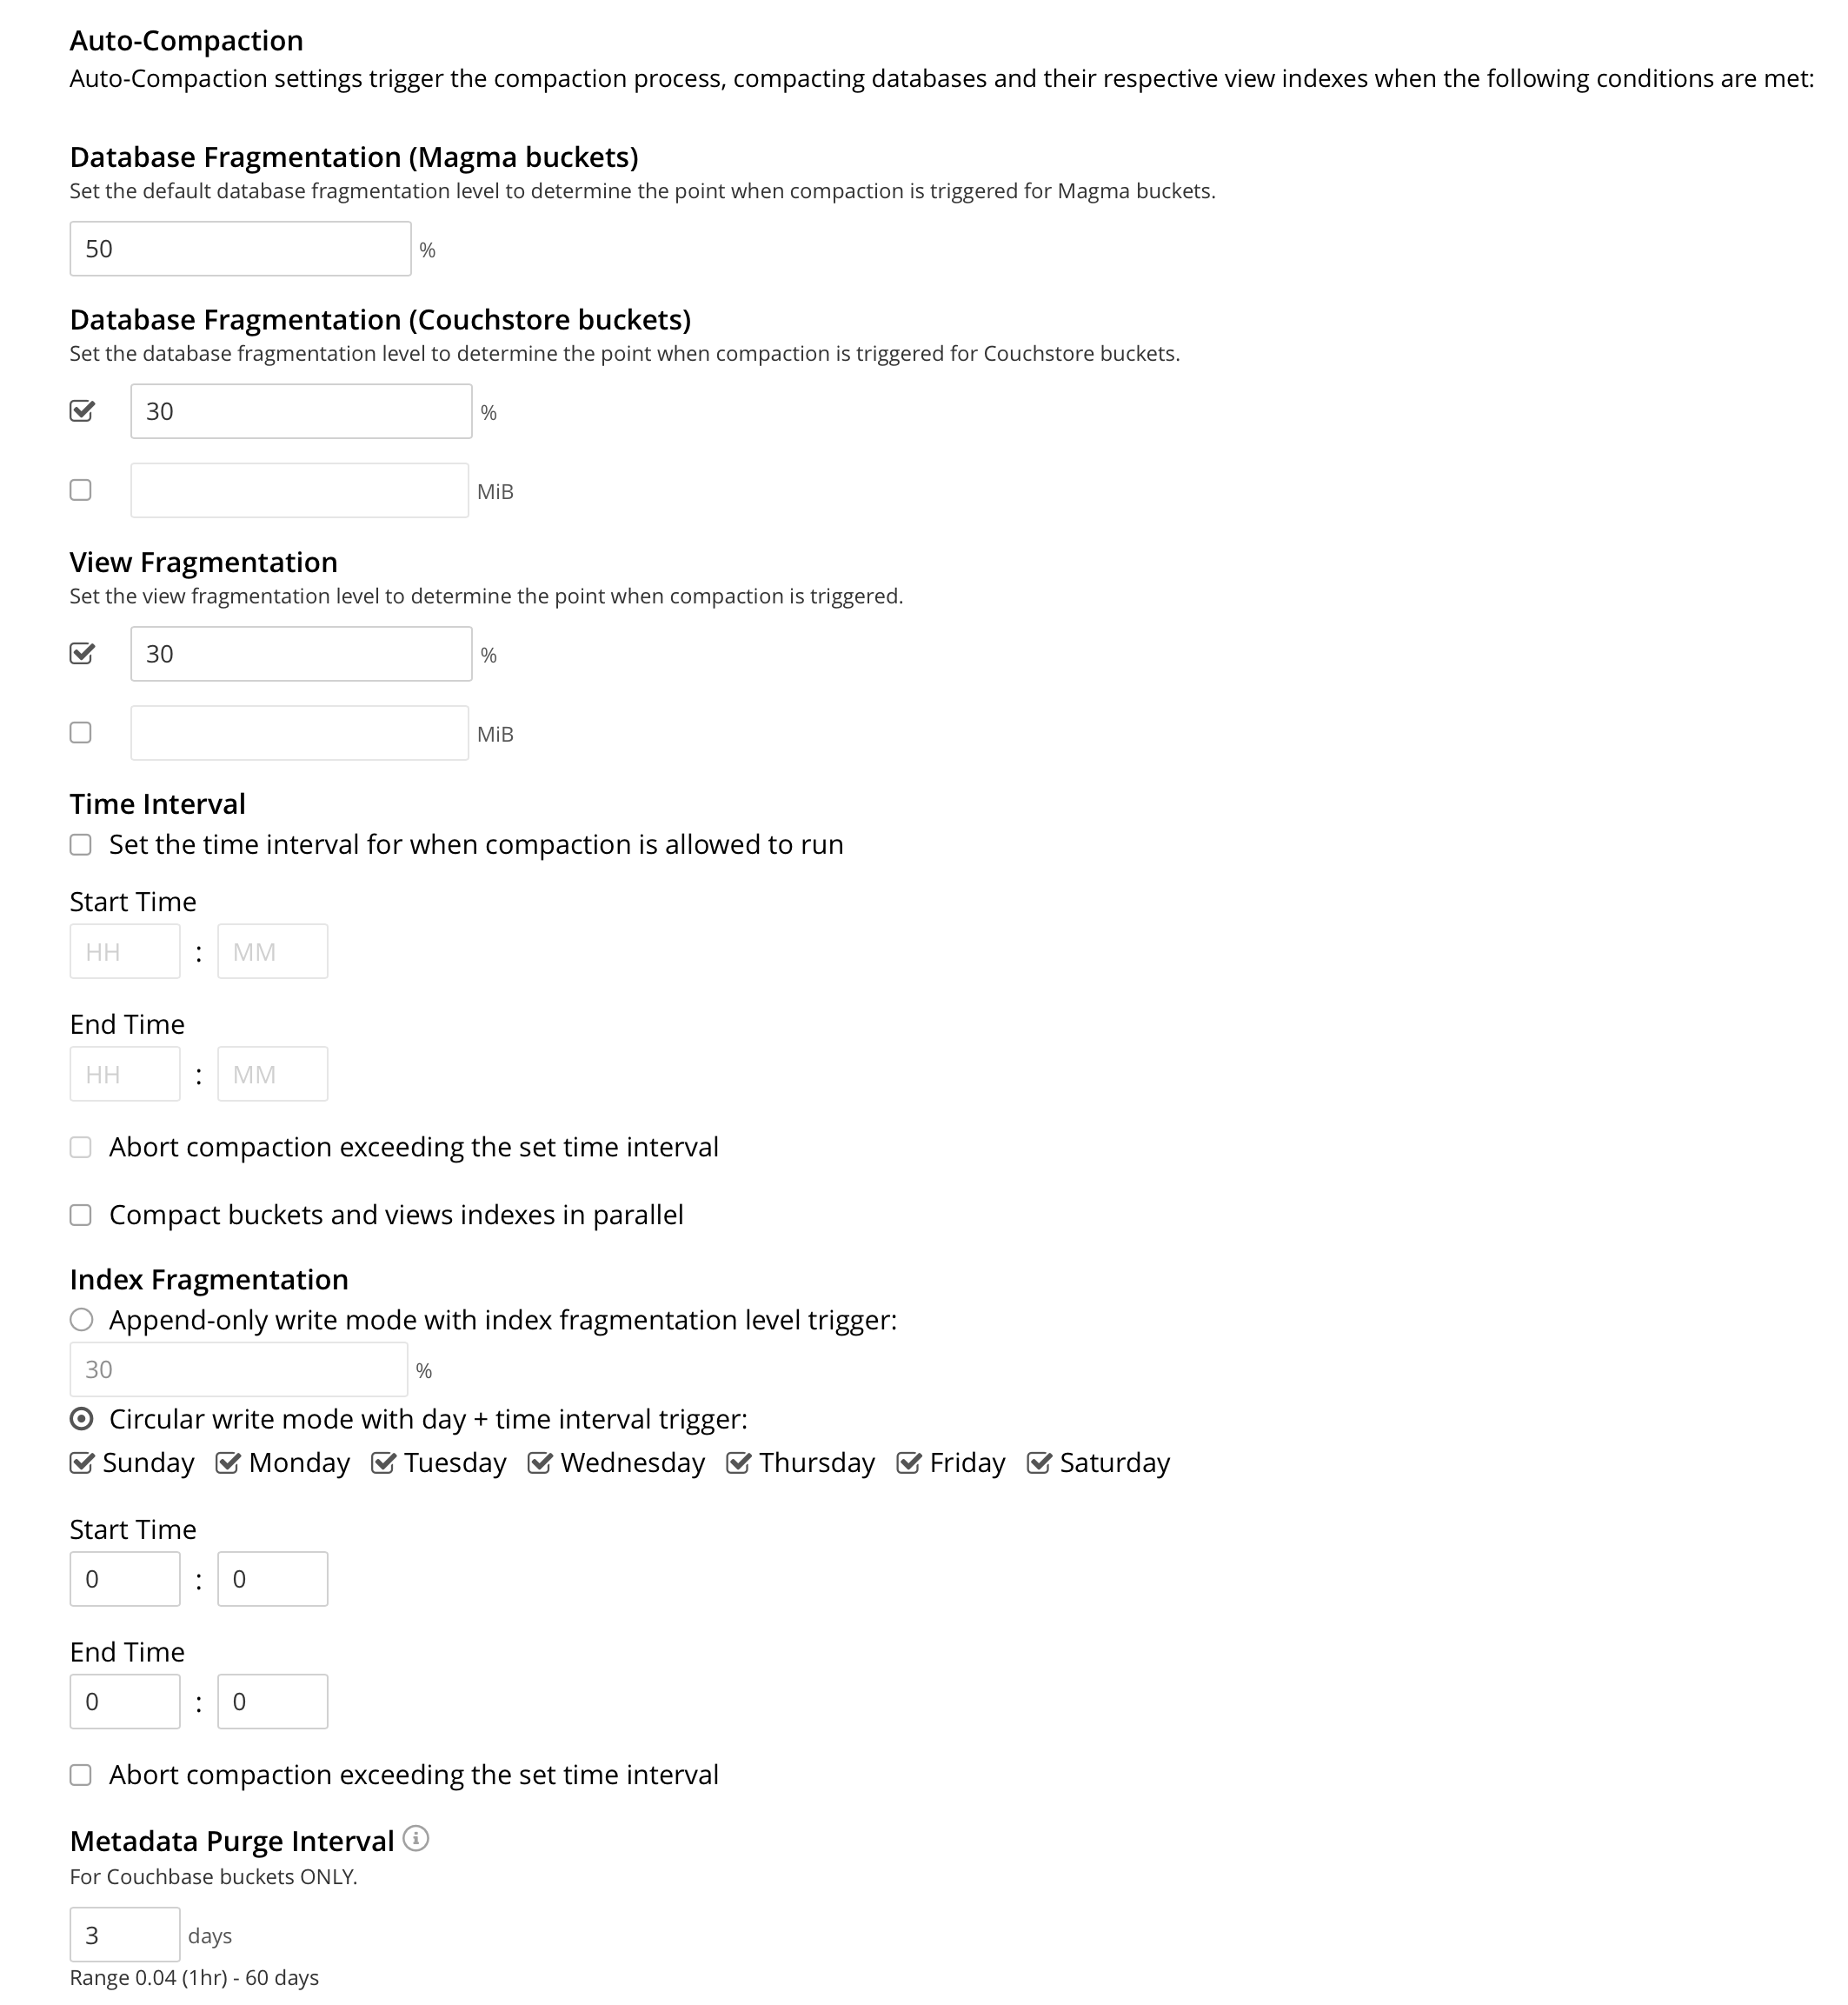 Auto-Compaction
Auto-Compaction settings trigger the compaction process, compacting databases and their respective view indexes when the following conditions are met:
Database Fragmentation (Magma buckets)
Set the default database fragmentation level to determine the point when compaction is triggered for Magma buckets.
50 %
Database Fragmentation (Couchstore buckets)
Set the database fragmentation level to determine the point when compaction is triggered for Couchstore buckets.
30 %
MiB
View Fragmentation
Set the view fragmentation level to determine the point when compaction is triggered.
30 %
MiB
Time Interval
Set the time interval for when compaction is allowed to run
Start Time
HH : MM
End Time
HH : MM
Abort compaction exceeding the set time interval
Compact buckets and views indexes in parallel
Index Fragmentation
Append-only write mode with index fragmentation level trigger:
30 %
Circular write mode with day + time interval trigger:
Sunday Monday Tuesday Wednesday Thursday Friday Saturday
Start Time
0 : 0
End Time
0 : 0
Abort compaction exceeding the set time interval
Metadata Purge Interval
For Couchbase buckets ONLY.
3 days
Range 0.04 (1hr) - 60 days